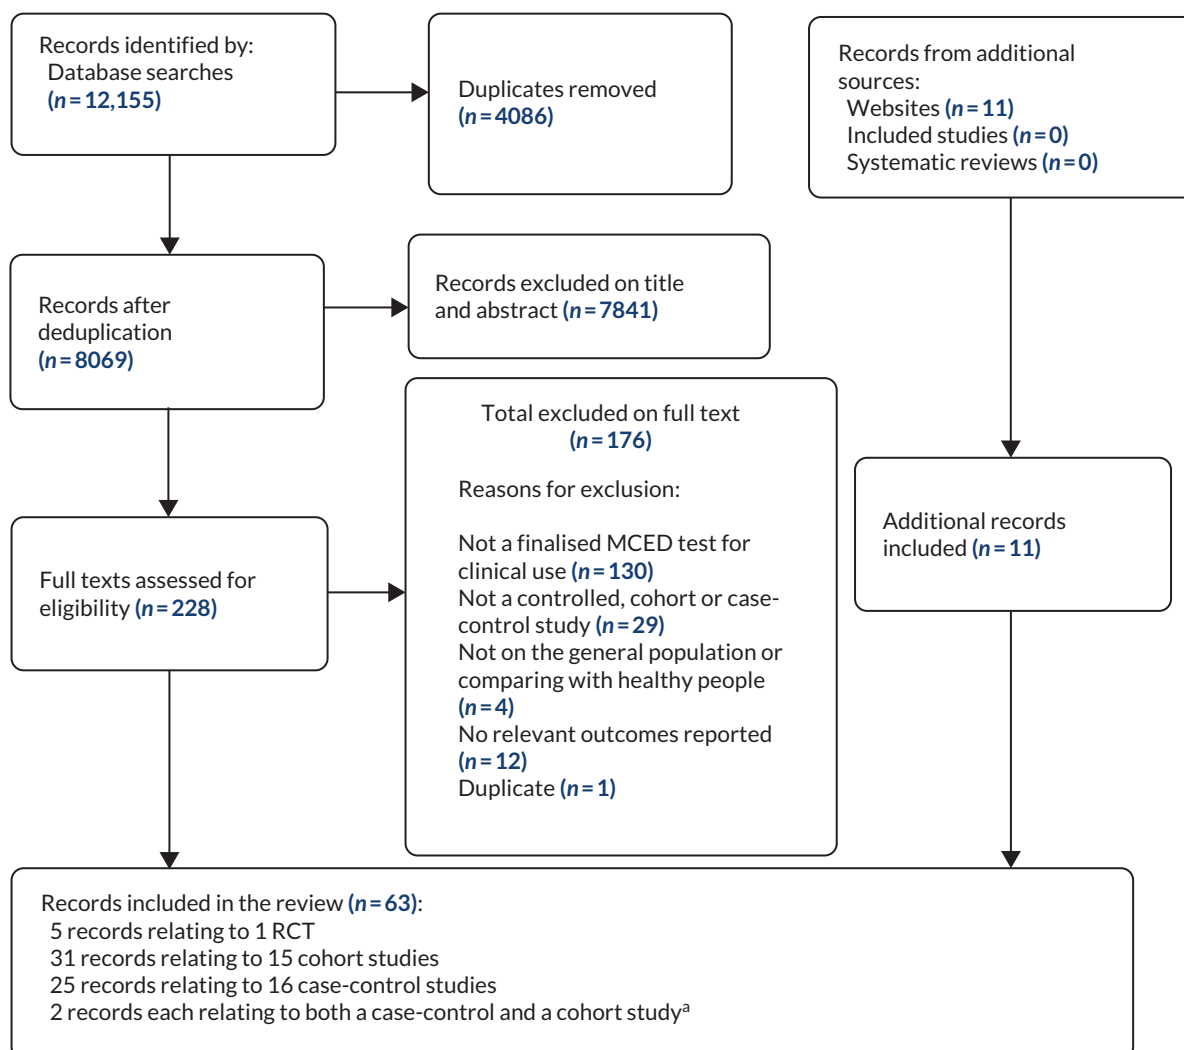 Records identified by:
Database searches
(n = 12,155)
Duplicates removed
(n = 4086)
Records from additional
sources:
Websites (n = 11)
Included studies (n = 0)
Systematic reviews (n = 0)
Records after
deduplication
(n = 8069)
Records excluded on title
and abstract (n = 7841)
Full texts assessed for
eligibility (n = 228)
Total excluded on full text
(n = 176)
Reasons for exclusion:
Not a finalised MCED test for
clinical use (n = 130)
Not a controlled, cohort or case-
control study (n = 29)
Not on the general population or
comparing with healthy people
(n = 4)
No relevant outcomes reported
(n = 12)
Duplicate (n = 1)
Additional records
included (n = 11)
Records included in the review (n = 63):
5 records relating to 1 RCT
31 records relating to 15 cohort studies
25 records relating to 16 case-control studies
2 records each relating to both a case-control and a cohort studyᵃ